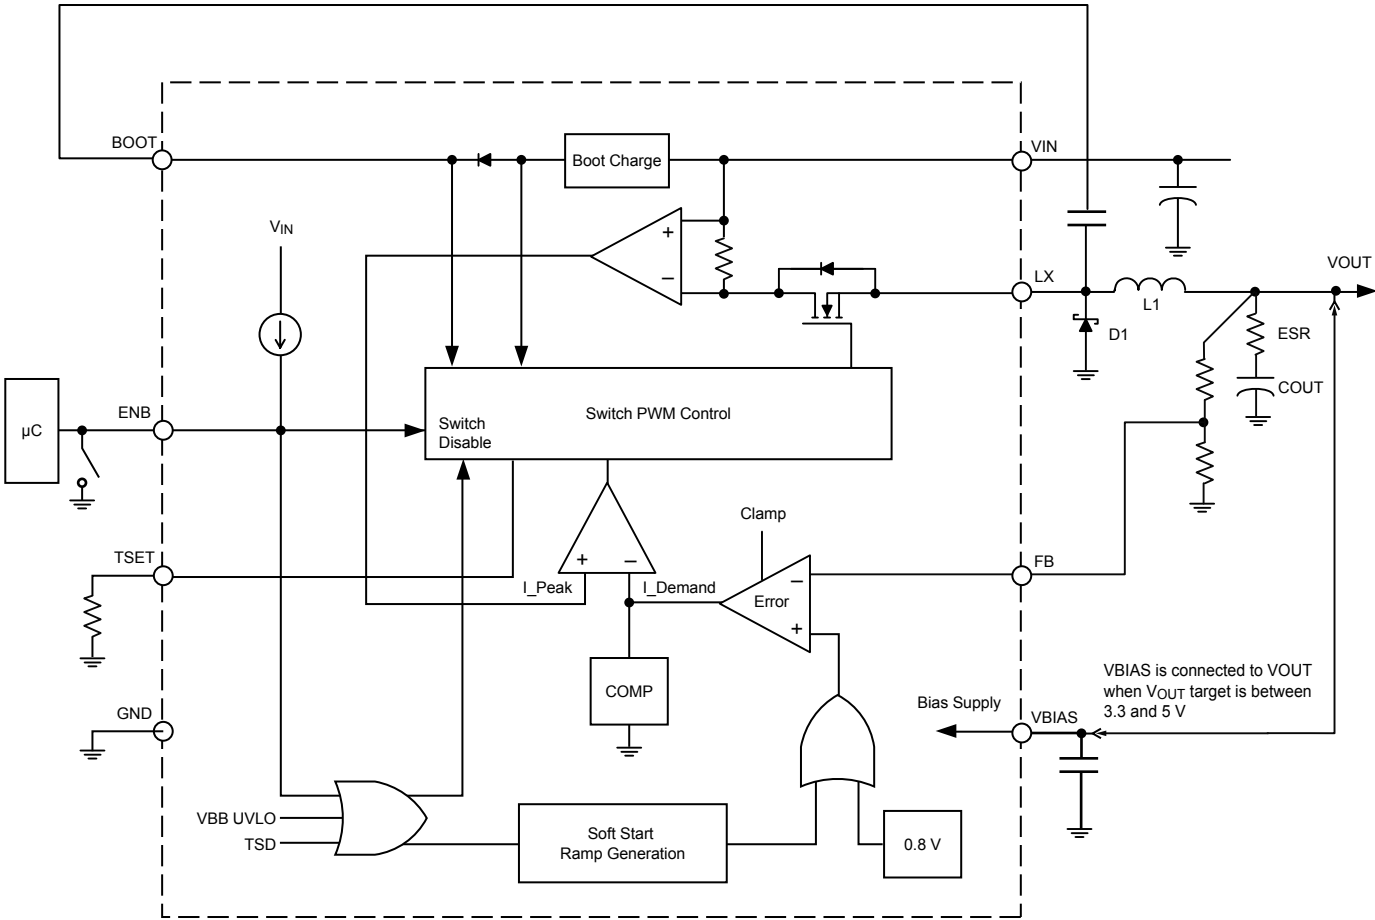 BOOT
Boot Charge
VIN
VIN
+
−
LX
VOUT
L1
D1
ESR
COUT
µC
ENB
Switch
Disable
Switch PWM Control
Clamp
TSET
+
−
I_Peak
I_Demand
Error
−
+
FB
COMP
GND
Bias Supply
VBIAS
VBIAS is connected to VOUT
when VOUT target is between
3.3 and 5 V
VBB UVLO
TSD
Soft Start
Ramp Generation
0.8 V